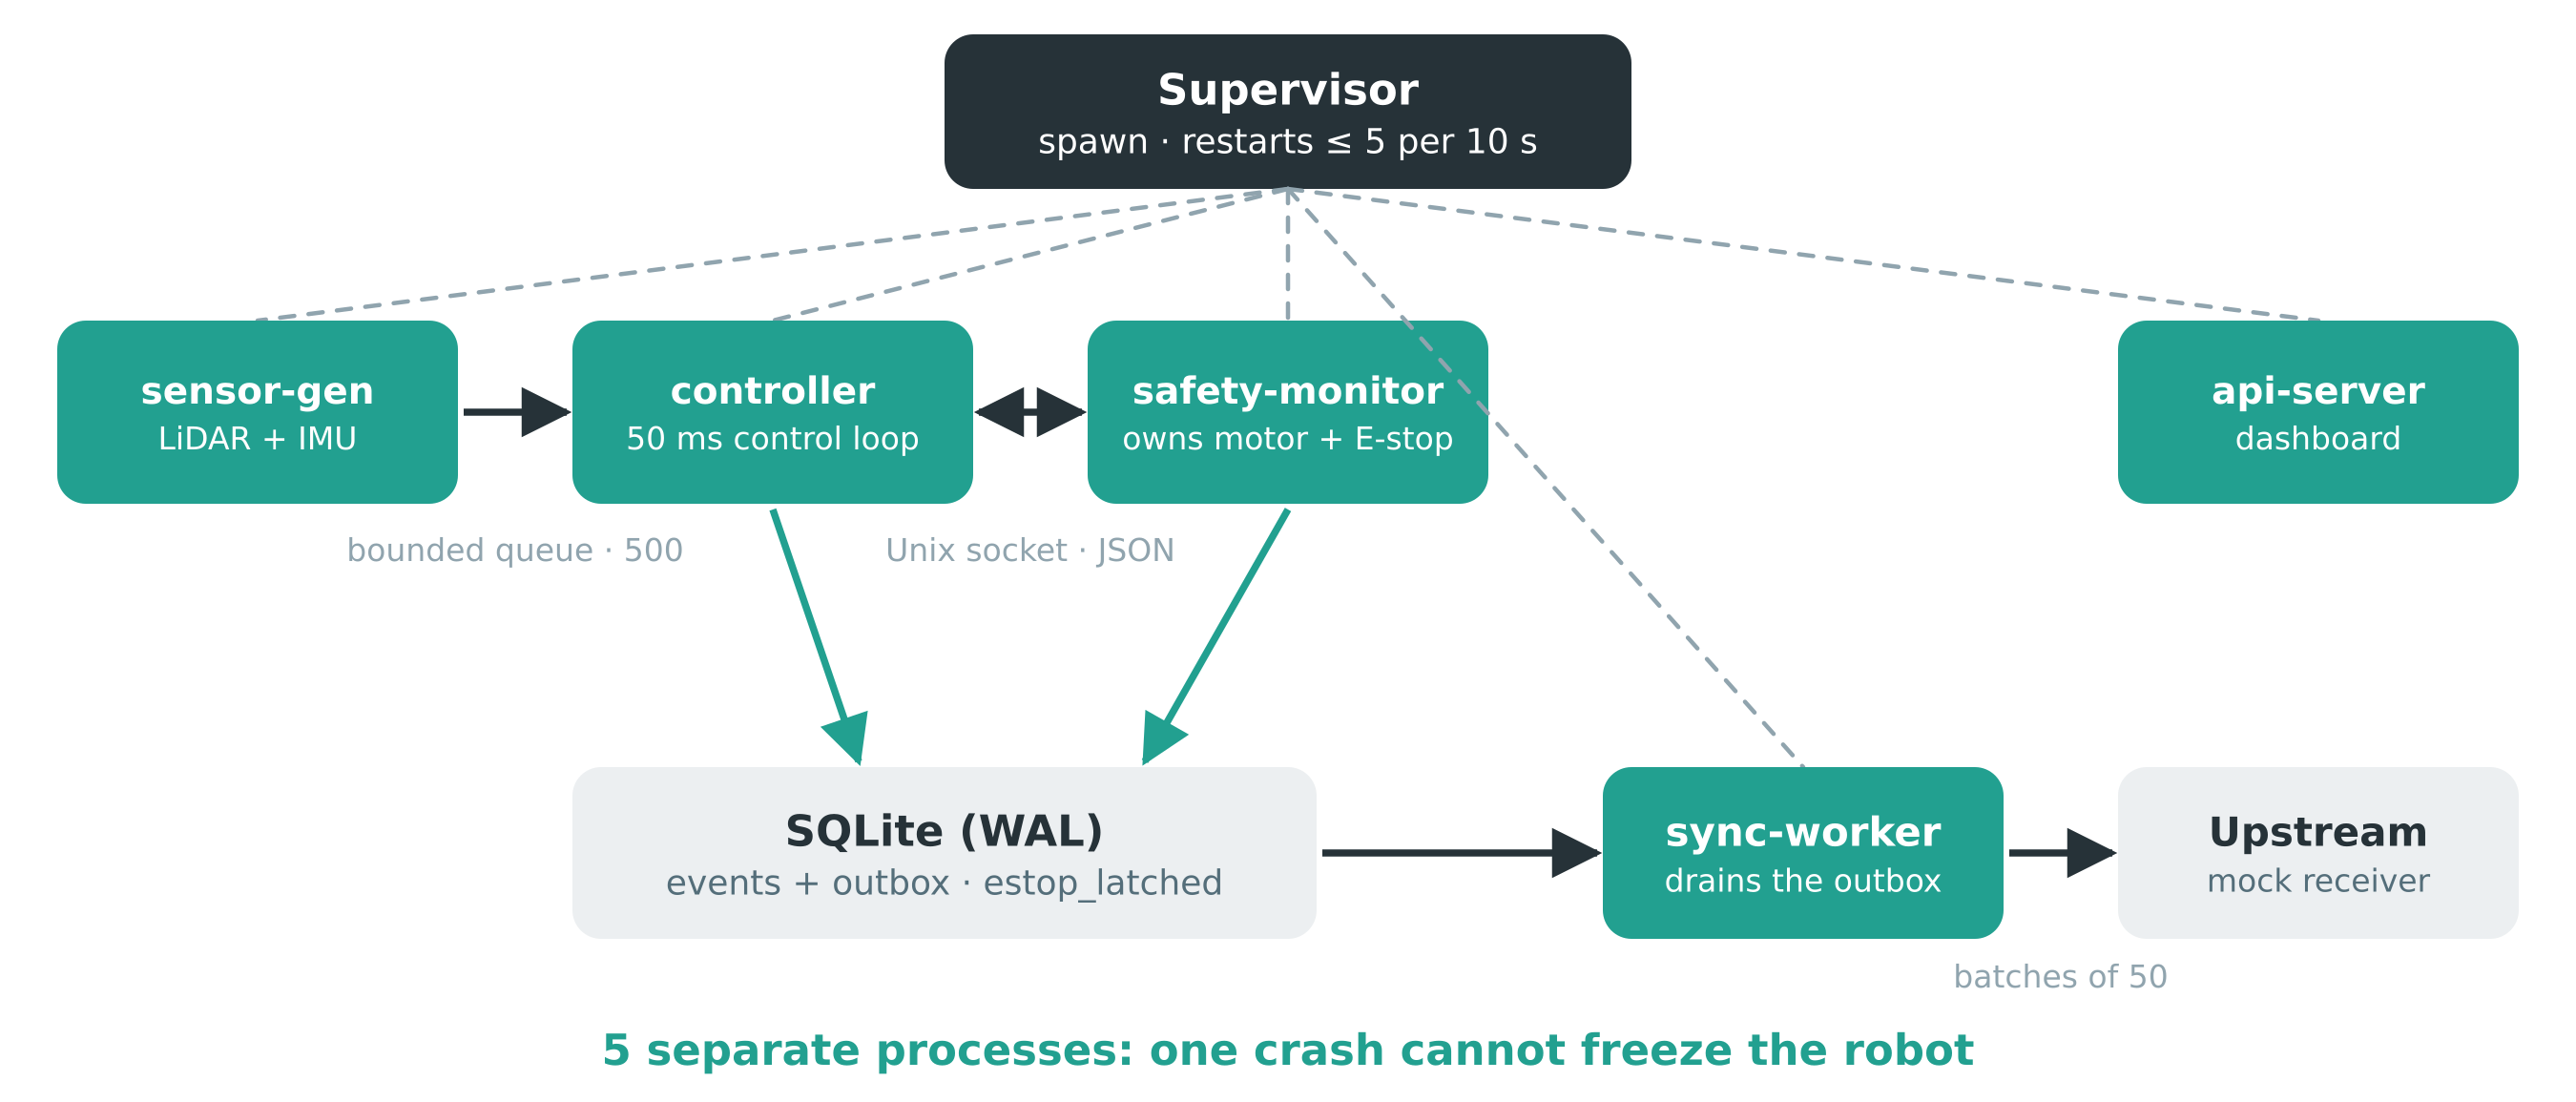 Supervisor
spawn · restarts ≤ 5 per 10 s
sensor-gen
LiDAR + IMU
controller
50 ms control loop
safety-monitor
owns motor + E-stop
api-server
dashboard
bounded queue · 500
Unix socket · JSON
SQLite (WAL)
events + outbox · estop_latched
sync-worker
drains the outbox
Upstream
mock receiver
batches of 50
5 separate processes: one crash cannot freeze the robot